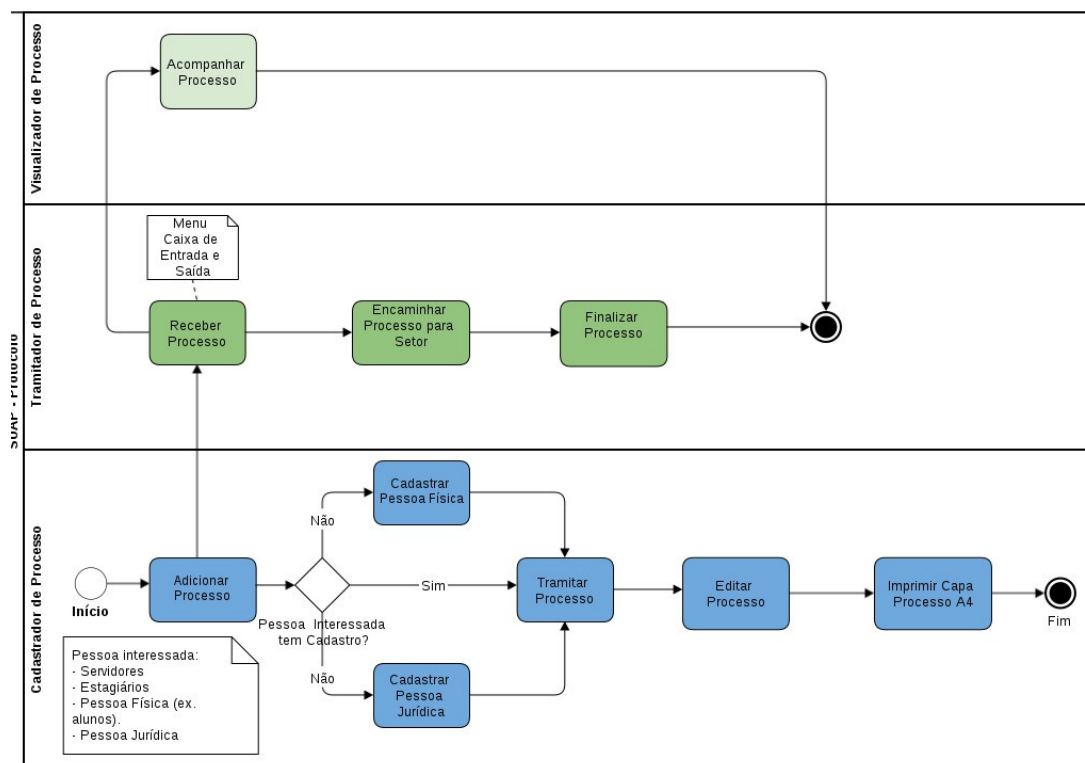 SUAP - Protocolo
Visualizador de Processo
Acompanhar
Processo
Tramitador de Processo
Menu
Caixa de
Entrada e
Saída
Receber
Processo
Encaminhar
Processo para
Setor
Finalizar
Processo
Cadastrador de Processo
Início
Adicionar
Processo
Pessoa Interessada
tem Cadastro?
Não
Sim
Não
Cadastrar
Pessoa Física
Cadastrar
Pessoa
Jurídica
Tramitar
Processo
Editar
Processo
Imprimir Capa
Processo A4
Fim
Pessoa interessada:
- Servidores
- Estagiários
- Pessoa Física (ex.
alunos).
- Pessoa Jurídica